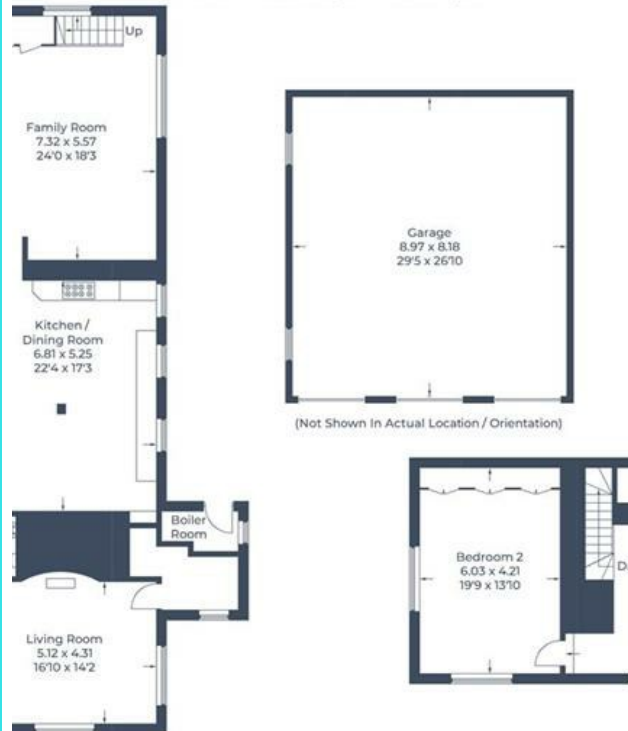 Up
Family Room
7.32 x 5.57
24'0 x 18'3
Garage
8.97 x 8.18
29'5 x 26'10
Kitchen /
Dining Room
6.81 x 5.25
22'4 x 17'3
(Not Shown In Actual Location / Orientation)
Boiler
Room
Bedroom 2
6.03 x 4.21
19'9 x 13'10
D
Living Room
5.12 x 4.31
16'10 x 14'2